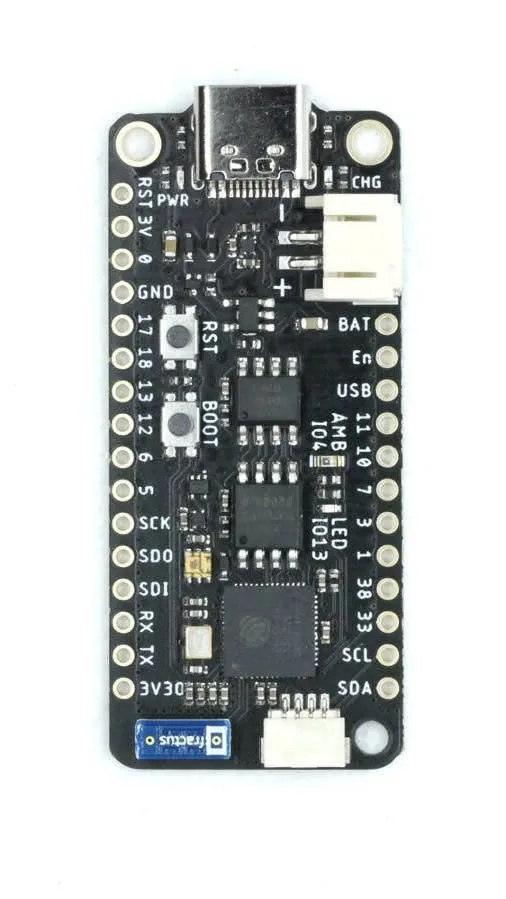 CHG
PWR
RST
3V
0
GND
17
18
13
12
6
5
SCK
SDO
SDI
RX
TX
3V3O
-
+
RST
BOOT
BAT
En
USB
11
10
7
3
1
38
33
SCL
SDA
AMB
IO4
LED
IO13
fractus